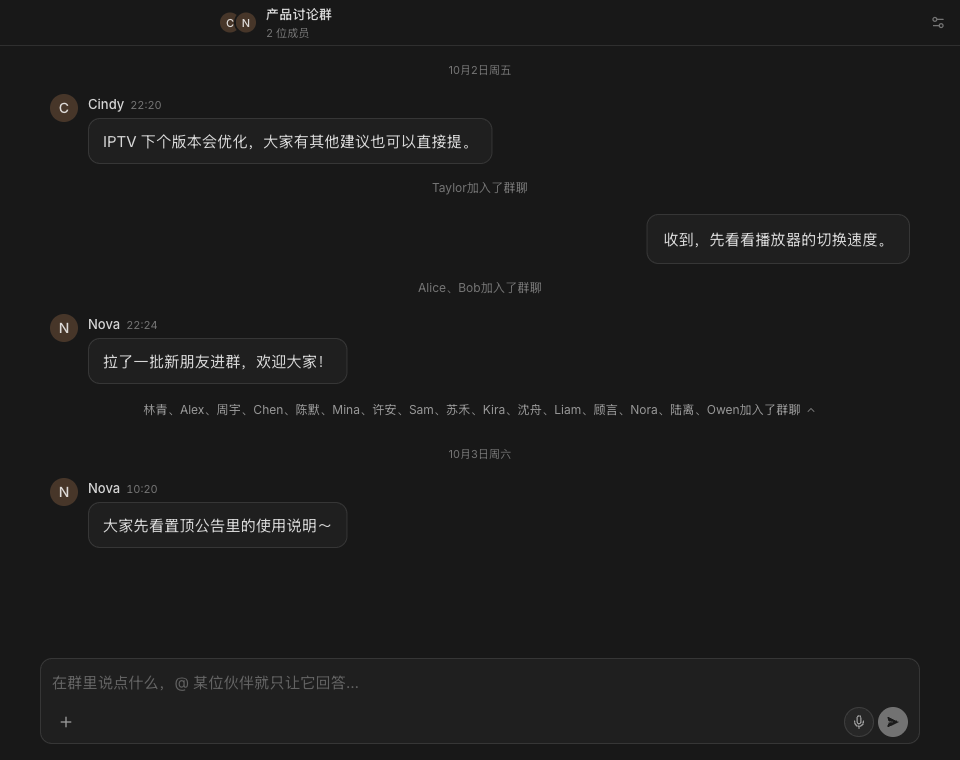 C N 产品讨论群
2 位成员
10月2日周五
C Cindy 22:20
IPTV 下个版本会优化，大家有其他建议也可以直接提。
Taylor加入了群聊
收到，先看看播放器的切换速度。
Alice、Bob加入了群聊
N Nova 22:24
拉了一批新朋友进群，欢迎大家！
林青、Alex、周宇、Chen、陈默、Mina、许安、Sam、苏禾、Kira、沈舟、Liam、顾言、Nora、陆离、Owen加入了群聊
10月3日周六
N Nova 10:20
大家先看置顶公告里的使用说明～
在群里说点什么，@ 某位伙伴就只让它回答...